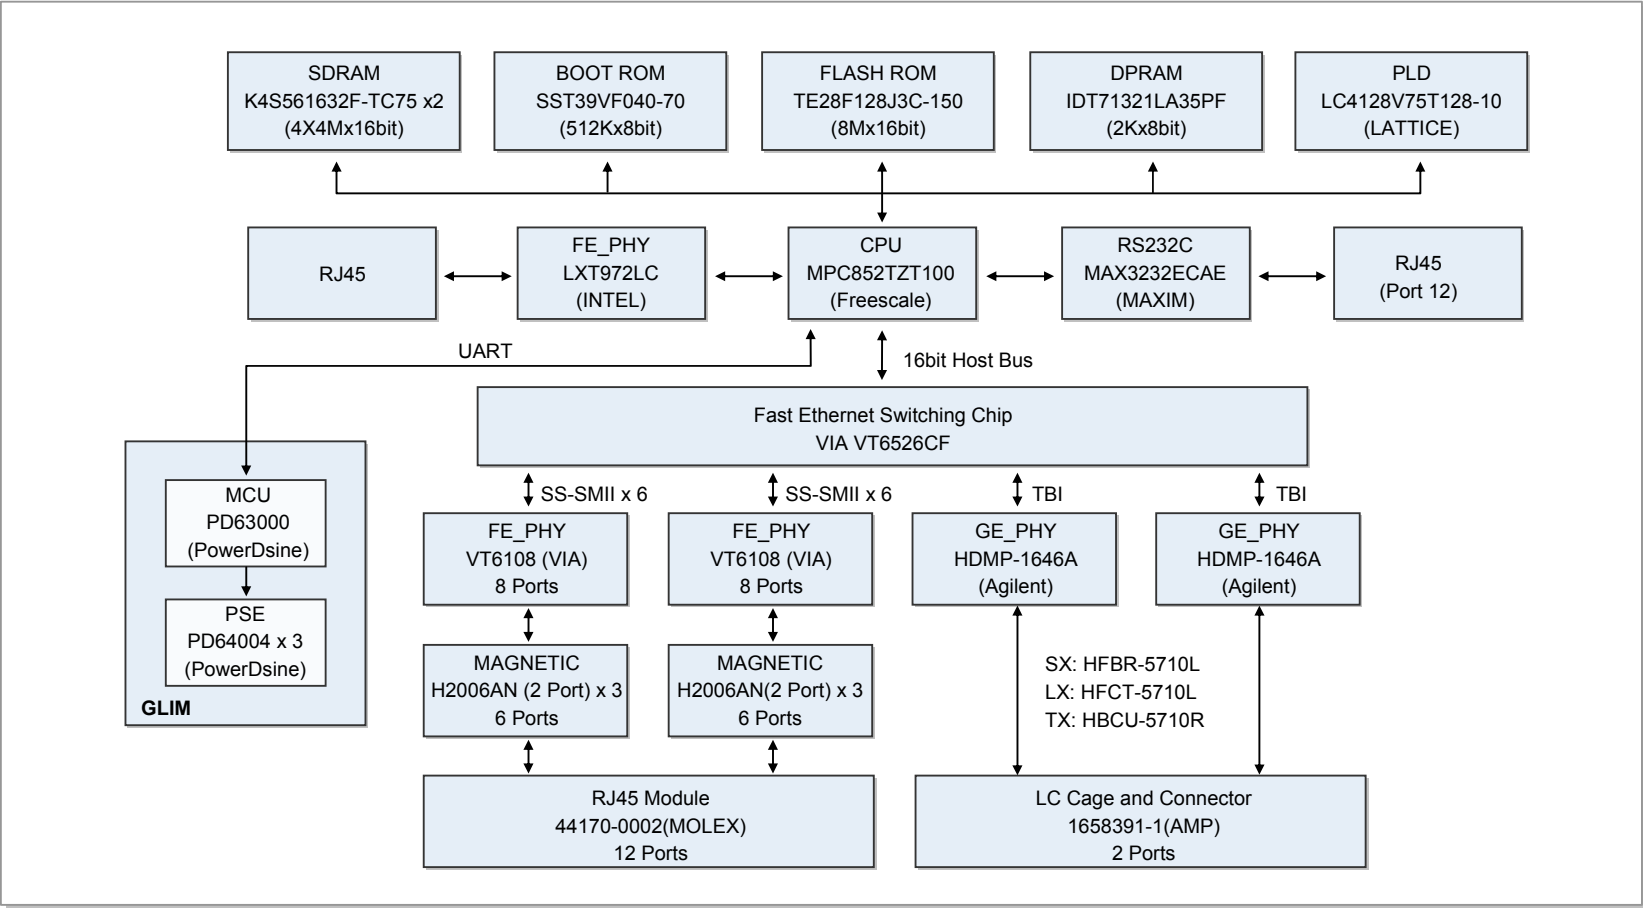 SDRAM
K4S561632F-TC75 x2
(4X4Mx16bit)
BOOT ROM
SST39VF040-70
(512Kx8bit)
FLASH ROM
TE28F128J3C-150
(8Mx16bit)
DPRAM
IDT71321LA35PF
(2Kx8bit)
PLD
LC4128V75T128-10
(LATTICE)
RJ45
FE_PHY
LXT972LC
(INTEL)
CPU
MPC852TZT100
(Freescale)
RS232C
MAX3232ECAE
(MAXIM)
RJ45
(Port 12)
UART
16bit Host Bus
Fast Ethernet Switching Chip
VIA VT6526CF
MCU
PD63000
(PowerDsine)
PSE
PD64004 x 3
(PowerDsine)
GLIM
SS-SMII x 6
SS-SMII x 6
TBI
TBI
FE_PHY
VT6108 (VIA)
8 Ports
FE_PHY
VT6108 (VIA)
8 Ports
GE_PHY
HDMP-1646A
(Agilent)
GE_PHY
HDMP-1646A
(Agilent)
MAGNETIC
H2006AN (2 Port) x 3
6 Ports
MAGNETIC
H2006AN(2 Port) x 3
6 Ports
SX: HFBR-5710L
LX: HFCT-5710L
TX: HBCU-5710R
RJ45 Module
44170-0002(MOLEX)
12 Ports
LC Cage and Connector
1658391-1(AMP)
2 Ports